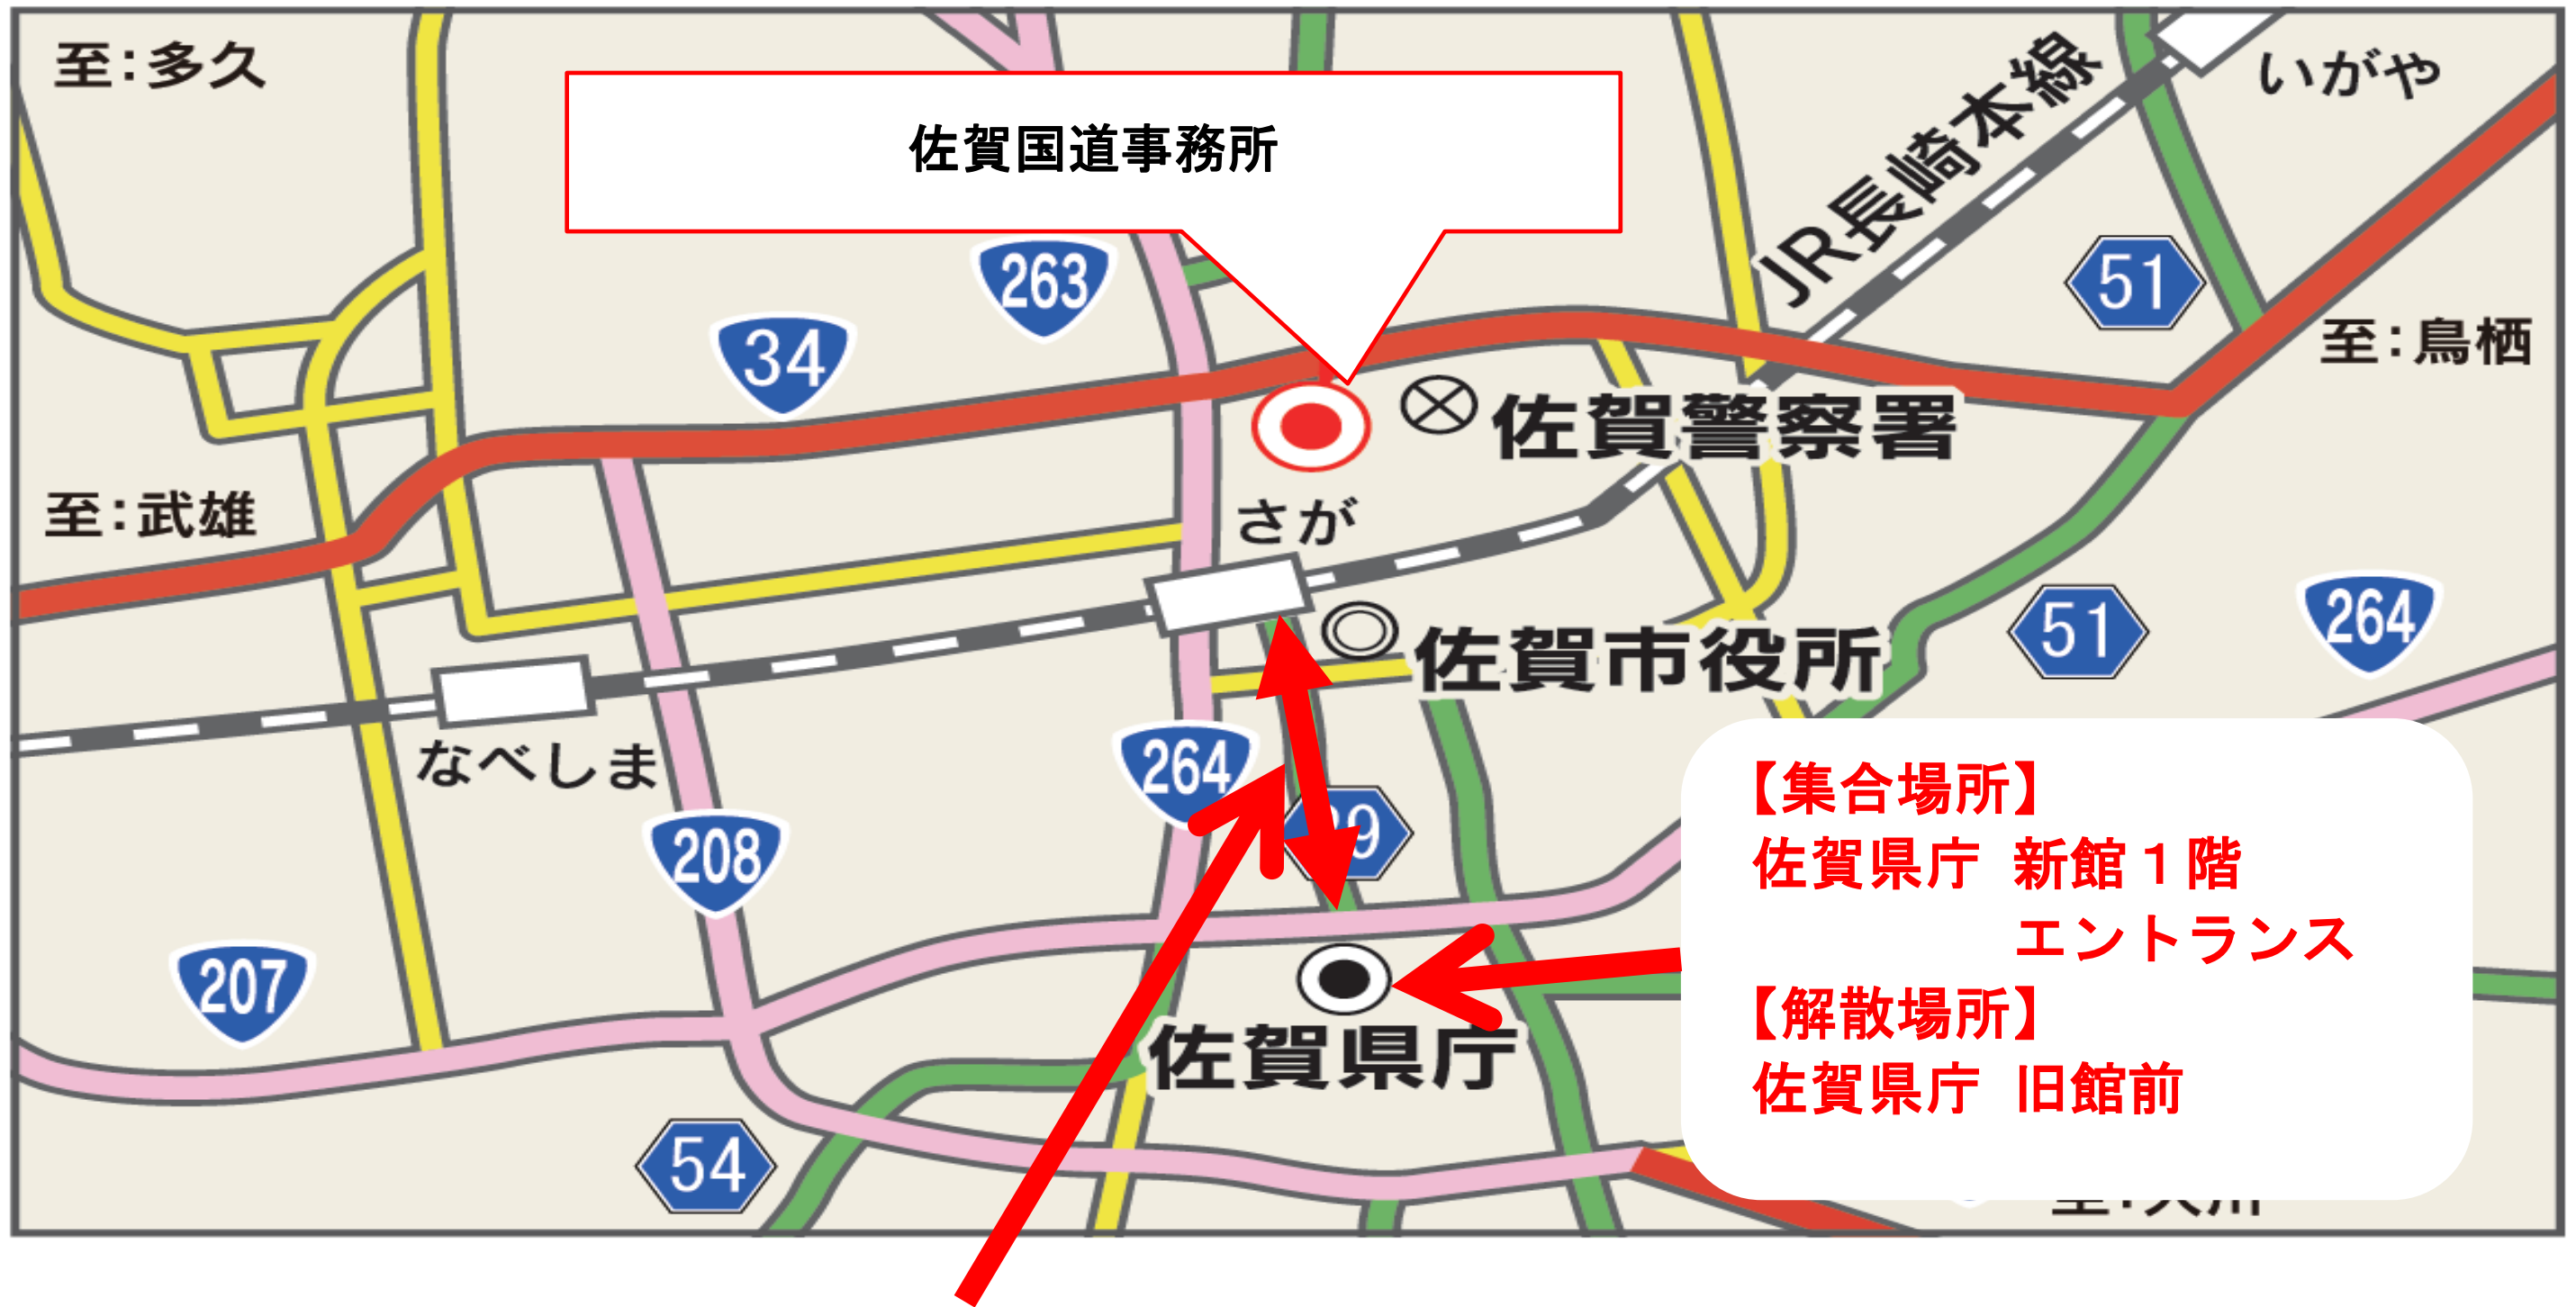 至:多久
いがや
JR長崎本線
佐賀国道事務所
263
51
34
至:鳥栖
佐賀警察署
至:武雄
さが
51
264
佐賀市役所
なべしま
264
208
【集合場所】
佐賀県庁 新館1階
エントランス
【解散場所】
佐賀県庁 旧館前
207
佐賀県庁
54